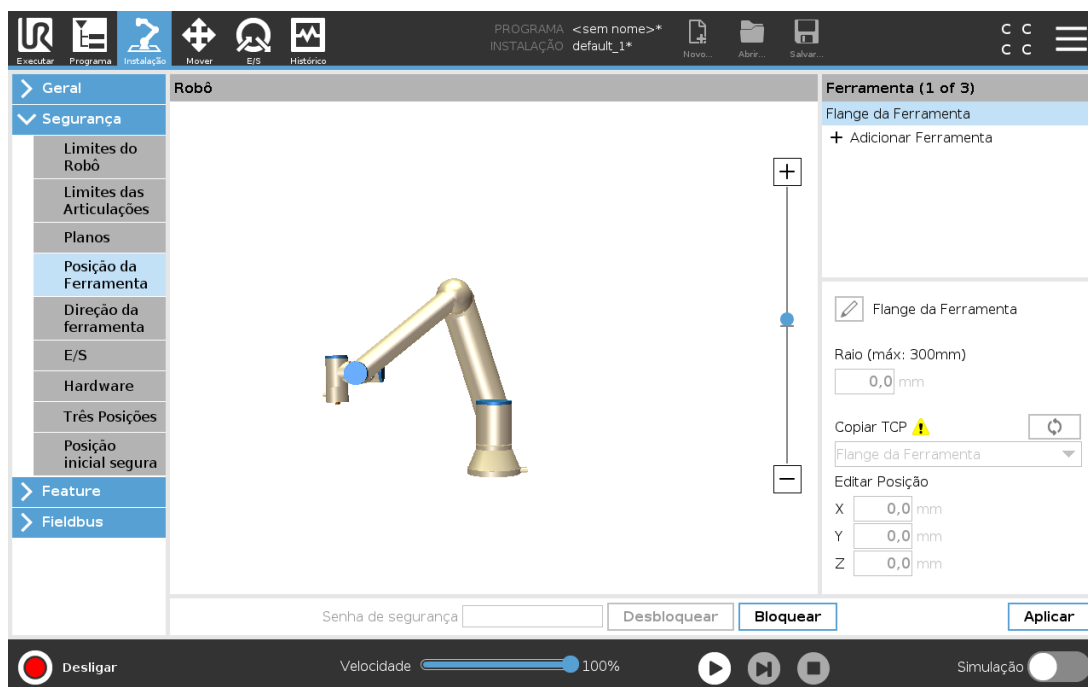 PROGRAMA <sem nome>*
INSTALAÇÃO default_1*
C C
C C
UR
Executar Programa Instalação Mover E/S Histórico Novo... Abrir... Salvar...
Geral
Segurança
Limites do
Robô
Limites das
Articulações
Planos
Posição da
Ferramenta
Direção da
ferramenta
E/S
Hardware
Três Posições
Posição
inicial segura
Feature
Fieldbus
Robô
+
−
Ferramenta (1 of 3)
Flange da Ferramenta
+ Adicionar Ferramenta
Flange da Ferramenta
Raio (máx: 300mm)
0,0 mm
Copiar TCP
Flange da Ferramenta
Editar Posição
X 0,0 mm
Y 0,0 mm
Z 0,0 mm
Senha de segurança Desbloquear Bloquear Aplicar
Desligar Velocidade 100% Simulação